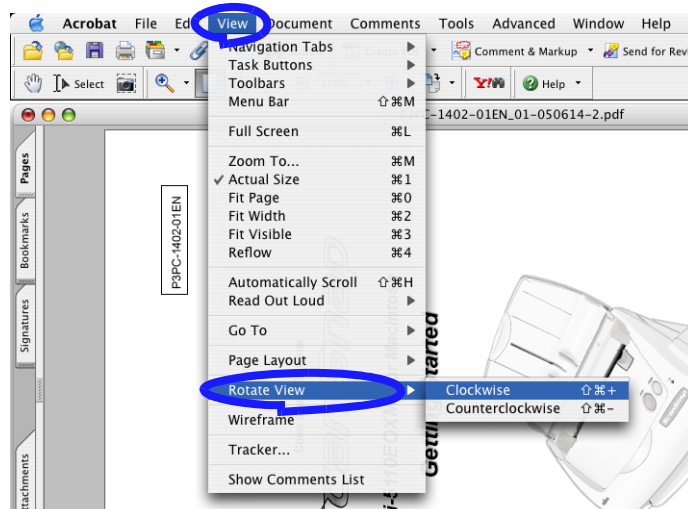 Acrobat File Ed View Document Comments Tools Advanced Window Help
Comment & Markup Send for Rev
Select Y! Help
-1402-01EN_01-050614-2.pdf
Navigation Tabs
Task Buttons
Toolbars
Menu Bar ⇧⌘M
Full Screen ⌘L
Zoom To... ⌘M
✓ Actual Size ⌘1
Fit Page ⌘0
Fit Width ⌘2
Fit Visible ⌘3
Reflow ⌘4
Automatically Scroll ⇧⌘H
Read Out Loud
Go To
Page Layout
Rotate View
Clockwise ⇧⌘+
Counterclockwise ⇧⌘-
Wireframe
Tracker...
Show Comments List
Pages
Bookmarks
Signatures
ttachments
P3PC-1402-01EN
i-5110EOX
Macintos
Getti
tarted